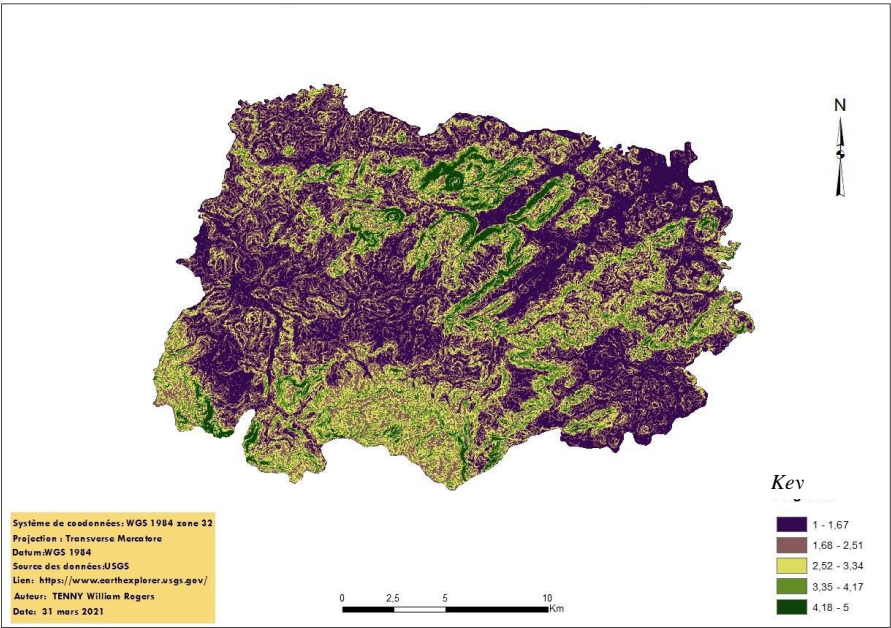 N
Key
1 - 1,67
1,68 - 2,51
2,52 - 3,34
3,35 - 4,17
4,18 - 5
Système de coodonnées: WGS 1984 zone 32
Projection : Transverse Mercatore
Datum:WGS 1984
Source des données:USGS
Lien: https://www.earthexplorer.usgs.gov/
Auteur: TENNY William Rogers
Date: 31 mars 2021
0 2,5 5 10
Km